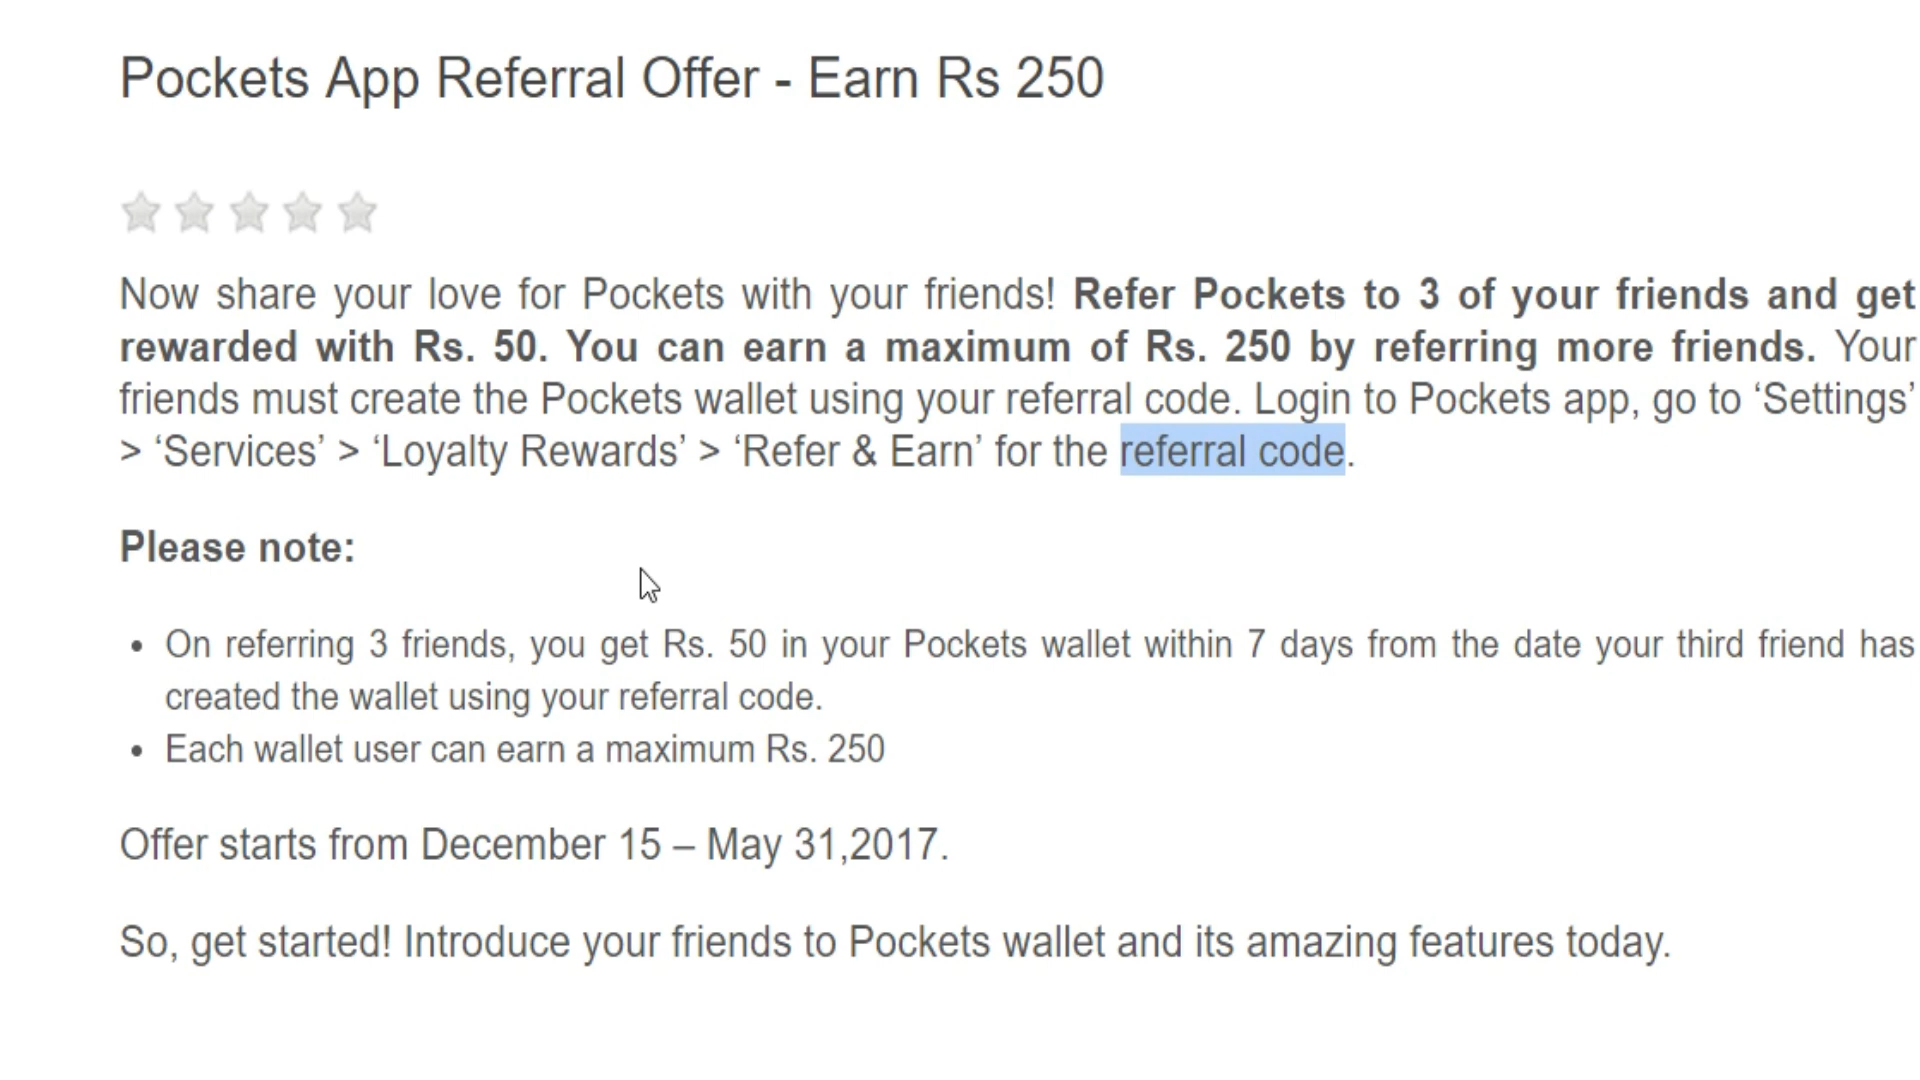 Pockets App Referral Offer - Earn Rs 250
Now share your love for Pockets with your friends! Refer Pockets to 3 of your friends and get
rewarded with Rs. 50. You can earn a maximum of Rs. 250 by referring more friends. Your
friends must create the Pockets wallet using your referral code. Login to Pockets app, go to ‘Settings’
> ‘Services’ > ‘Loyalty Rewards’ > ‘Refer & Earn’ for the referral code.
Please note:
• On referring 3 friends, you get Rs. 50 in your Pockets wallet within 7 days from the date your third friend has
created the wallet using your referral code.
• Each wallet user can earn a maximum Rs. 250
Offer starts from December 15 – May 31,2017.
So, get started! Introduce your friends to Pockets wallet and its amazing features today.